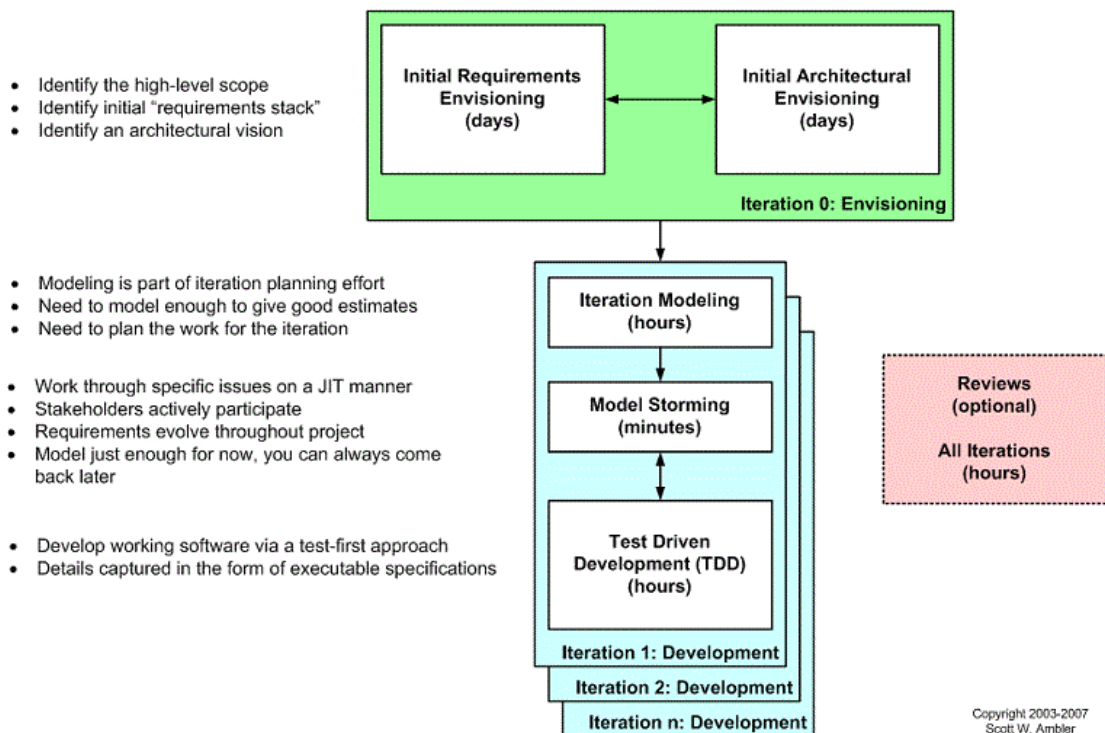 Initial Requirements
Envisioning
(days)
Initial Architectural
Envisioning
(days)
Iteration 0: Envisioning
• Identify the high-level scope
• Identify initial “requirements stack”
• Identify an architectural vision
• Modeling is part of iteration planning effort
• Need to model enough to give good estimates
• Need to plan the work for the iteration
Iteration Modeling
(hours)
• Work through specific issues on a JIT manner
• Stakeholders actively participate
• Requirements evolve throughout project
• Model just enough for now, you can always come
back later
Model Storming
(minutes)
• Develop working software via a test-first approach
• Details captured in the form of executable specifications
Test Driven
Development (TDD)
(hours)
Iteration 1: Development
Iteration 2: Development
Iteration n: Development
Reviews
(optional)
All Iterations
(hours)
Copyright 2003-2007
Scott W. Ambler